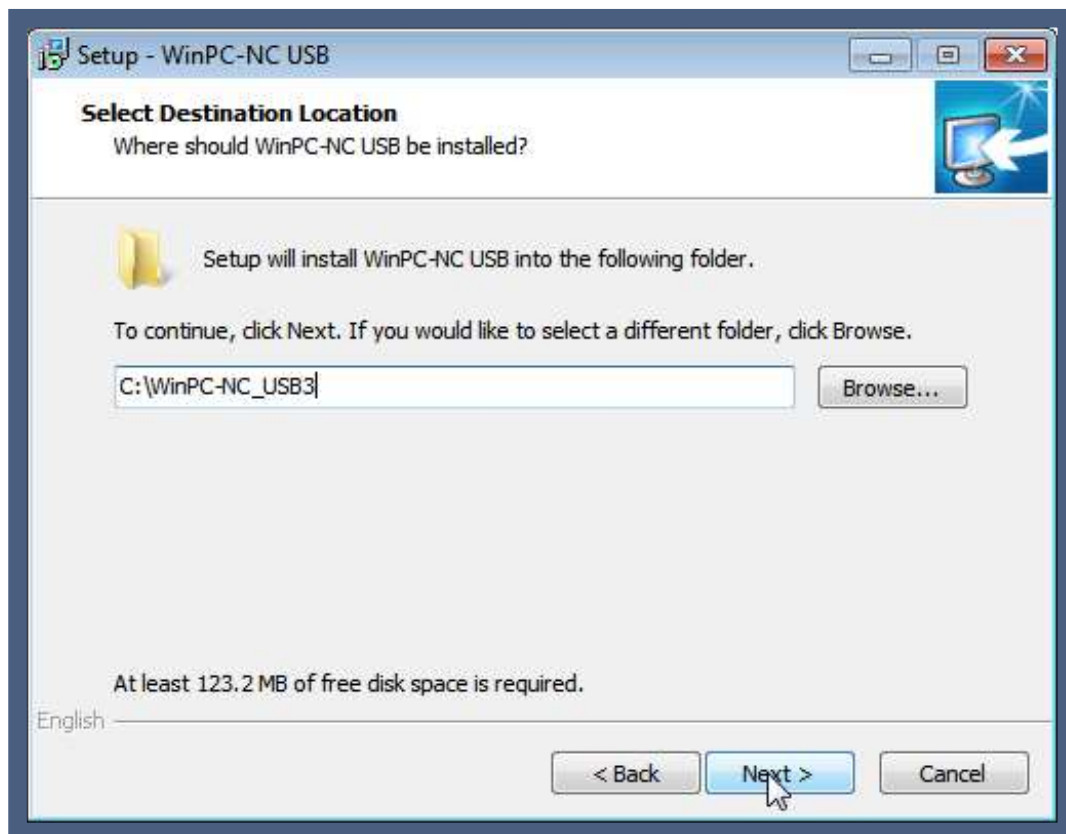 Setup - WinPC-NC USB
Select Destination Location
Where should WinPC-NC USB be installed?
Setup will install WinPC-NC USB into the following folder.
To continue, click Next. If you would like to select a different folder, click Browse.
C:\WinPC-NC_USB3
Browse...
At least 123.2 MB of free disk space is required.
English
< Back
Next >
Cancel